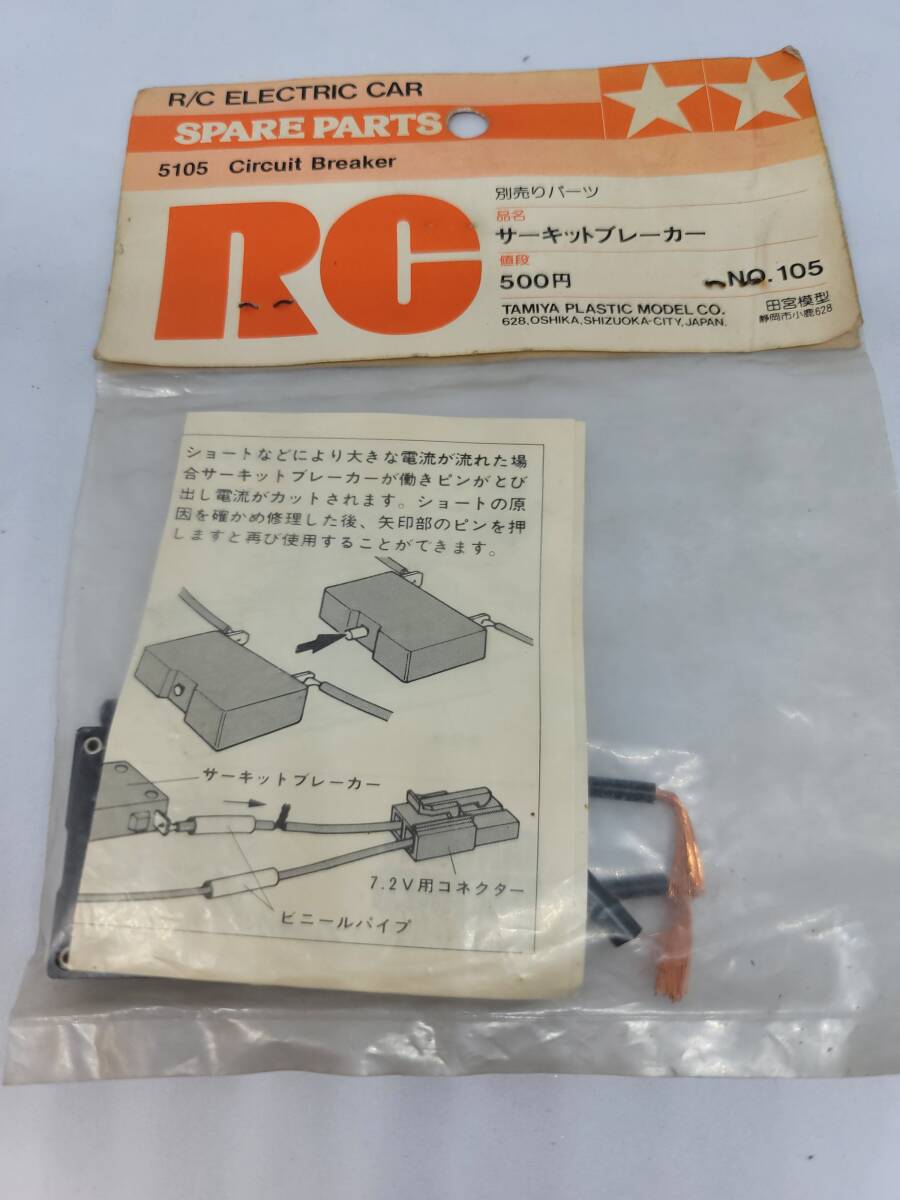 R/C ELECTRIC CAR
SPARE PARTS
5105 Circuit Breaker
RC
別売りパーツ
品名
サーキットブレーカー
値段
500円
NO.105
TAMIYA PLASTIC MODEL CO.
628, OSHIKA, SHIZUOKA-CITY, JAPAN.
田宮模型
静岡市小鹿628
ショートなどにより大きな電流が流れた場
合サーキットブレーカーが働きピンがとび
出し電流がカットされます。ショートの原
因を確かめ修理した後、矢印部のピンを押
しますと再び使用することができます。
サーキットブレーカー
7.2V用コネクター
ビニールパイプ